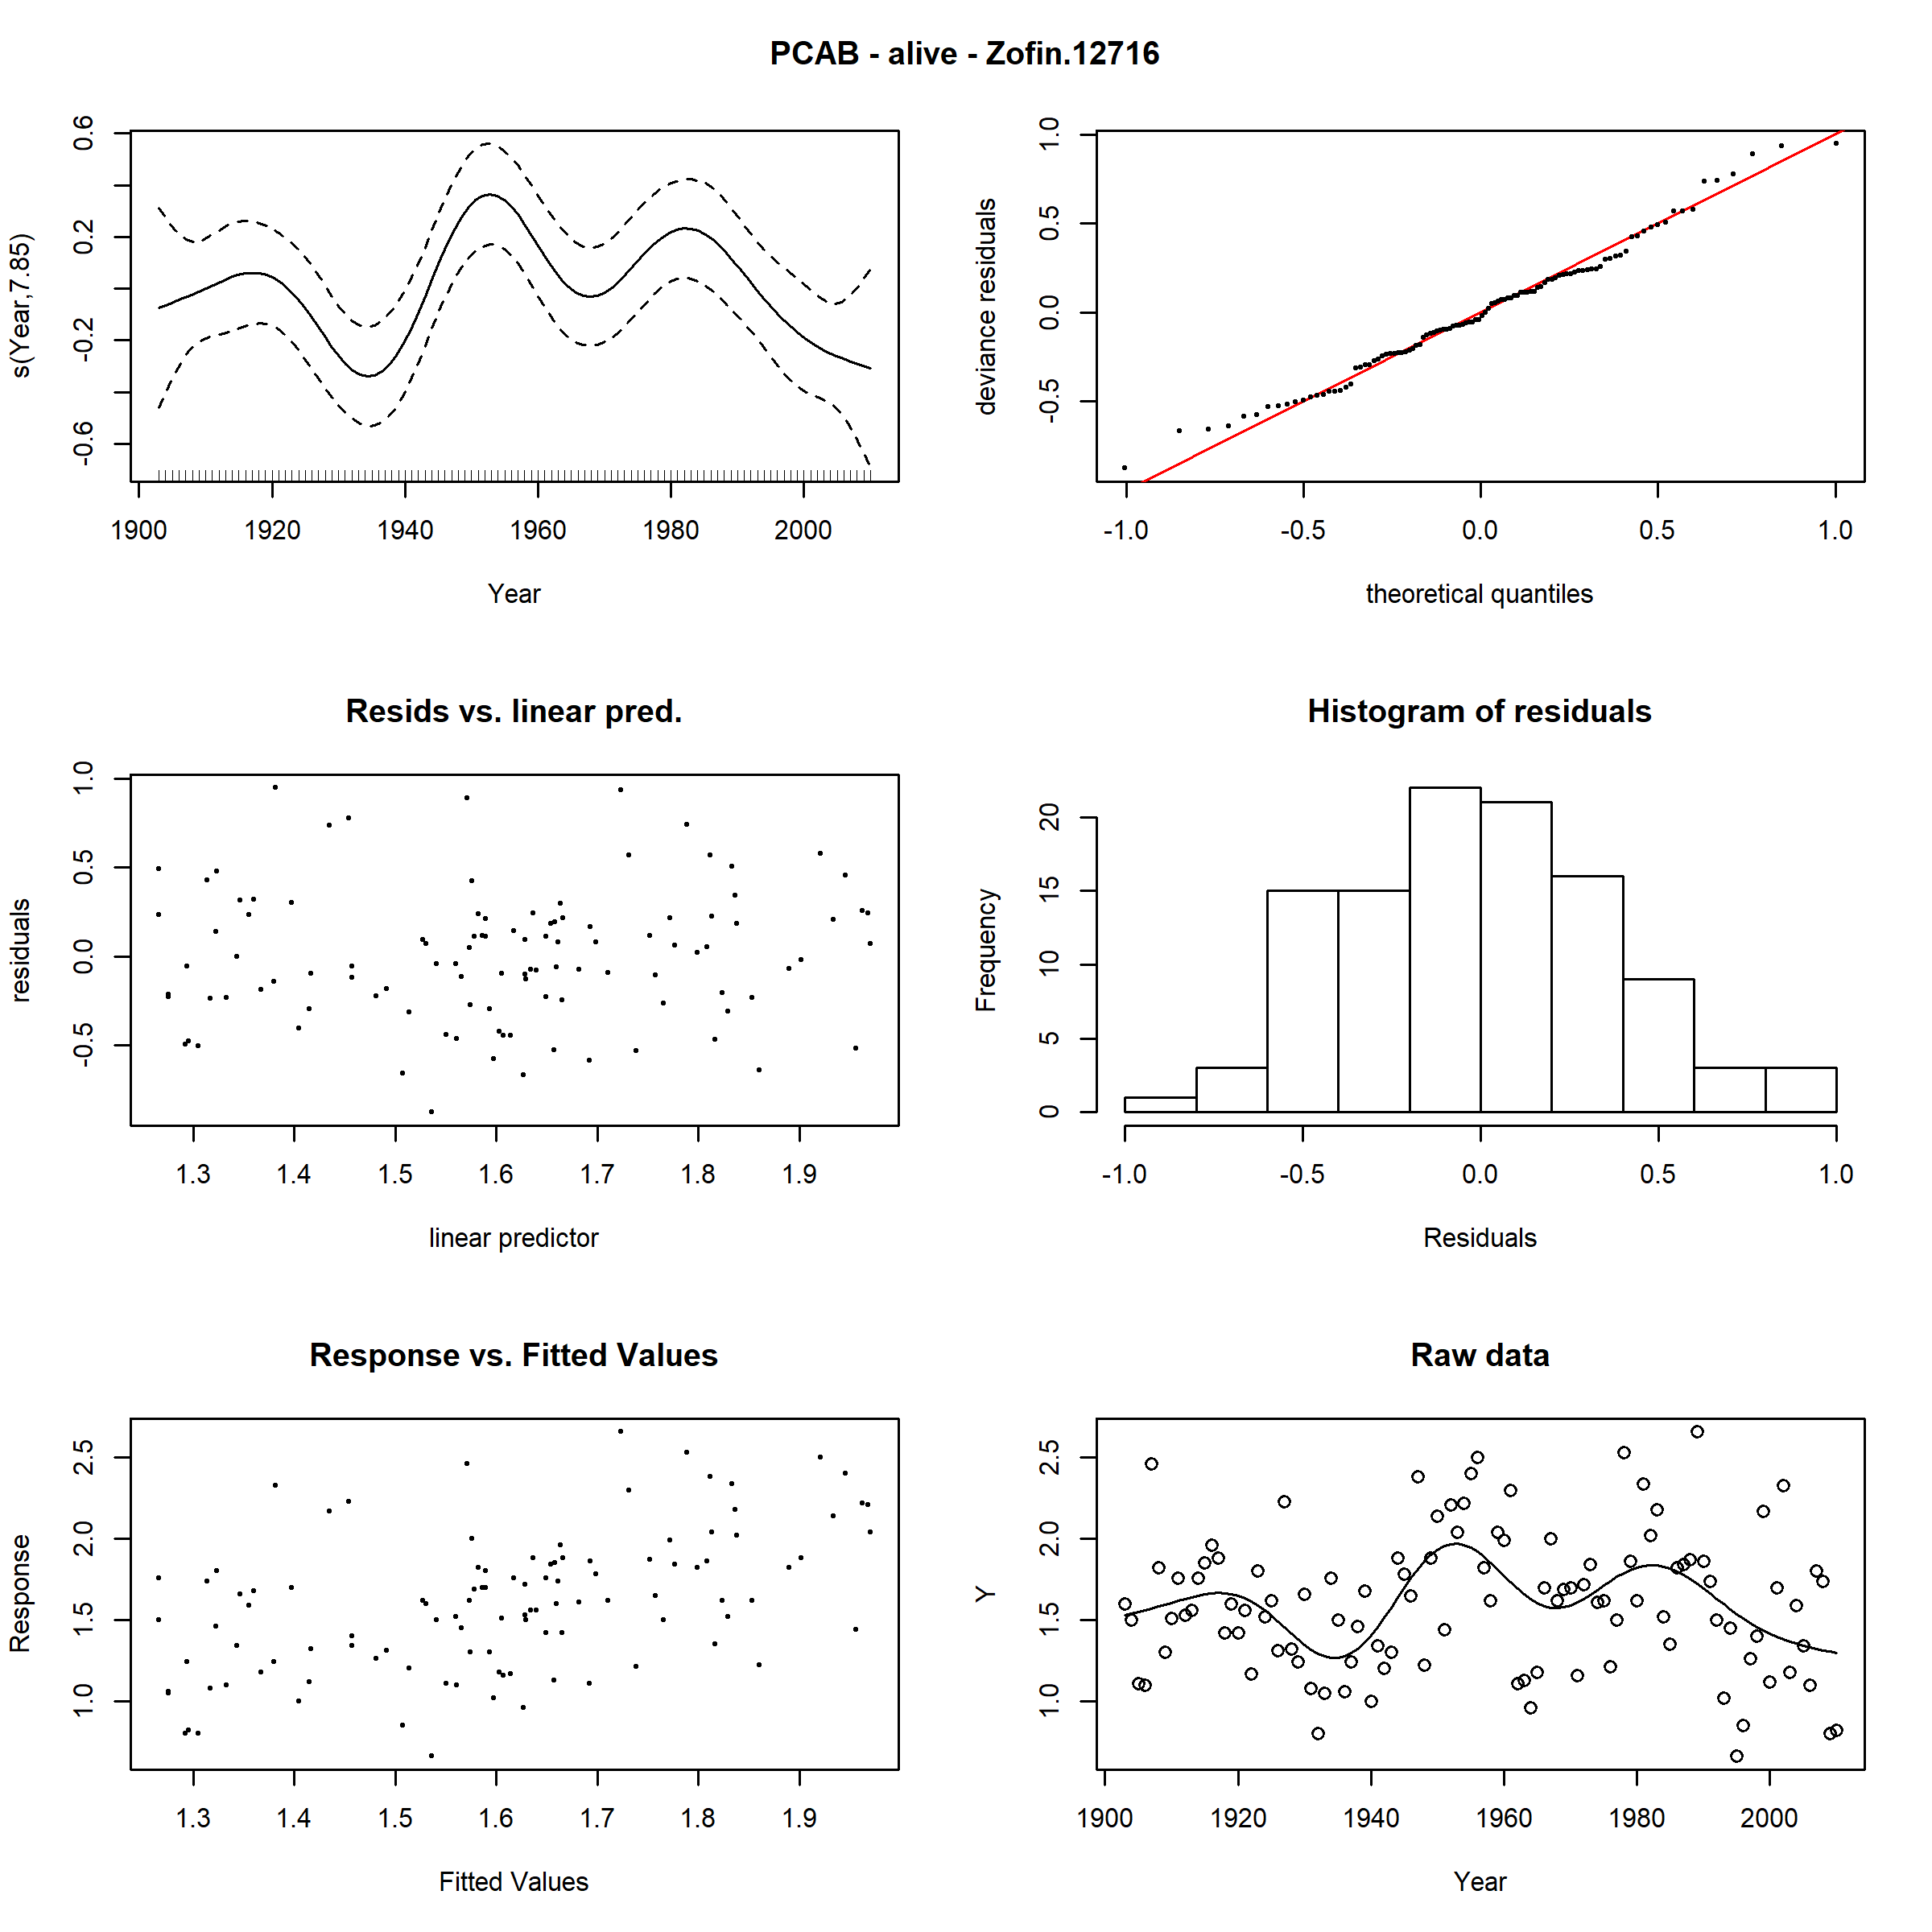 PCAB - alive - Zofin.12716
s(Year,7.85)
-0.6 -0.2 0.2 0.6
1900 1920 1940 1960 1980 2000
Year
deviance residuals
-0.5 0.0 0.5 1.0
-1.0 -0.5 0.0 0.5 1.0
theoretical quantiles
Resids vs. linear pred.
residuals
-0.5 0.0 0.5 1.0
1.3 1.4 1.5 1.6 1.7 1.8 1.9
linear predictor
Histogram of residuals
Frequency
0 5 10 15 20
-1.0 -0.5 0.0 0.5 1.0
Residuals
Response vs. Fitted Values
Response
1.0 1.5 2.0 2.5
1.3 1.4 1.5 1.6 1.7 1.8 1.9
Fitted Values
Raw data
Y
1.0 1.5 2.0 2.5
1900 1920 1940 1960 1980 2000
Year